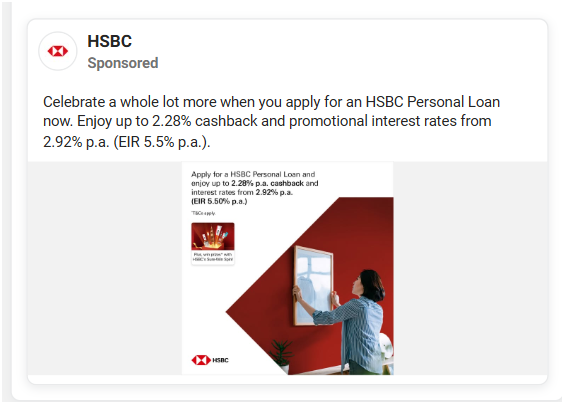 HSBC
Sponsored
Celebrate a whole lot more when you apply for an HSBC Personal Loan
now. Enjoy up to 2.28% cashback and promotional interest rates from
2.92% p.a. (EIR 5.5% p.a.).
Apply for a HSBC Personal Loan and
enjoy up to 2.28% p.a. cashback and
interest rates from 2.92% p.a.
(EIR 5.50% p.a.)
*T&Cs apply
Plus, win prizes* with
HSBC's Sure-Win Spin!
HSBC